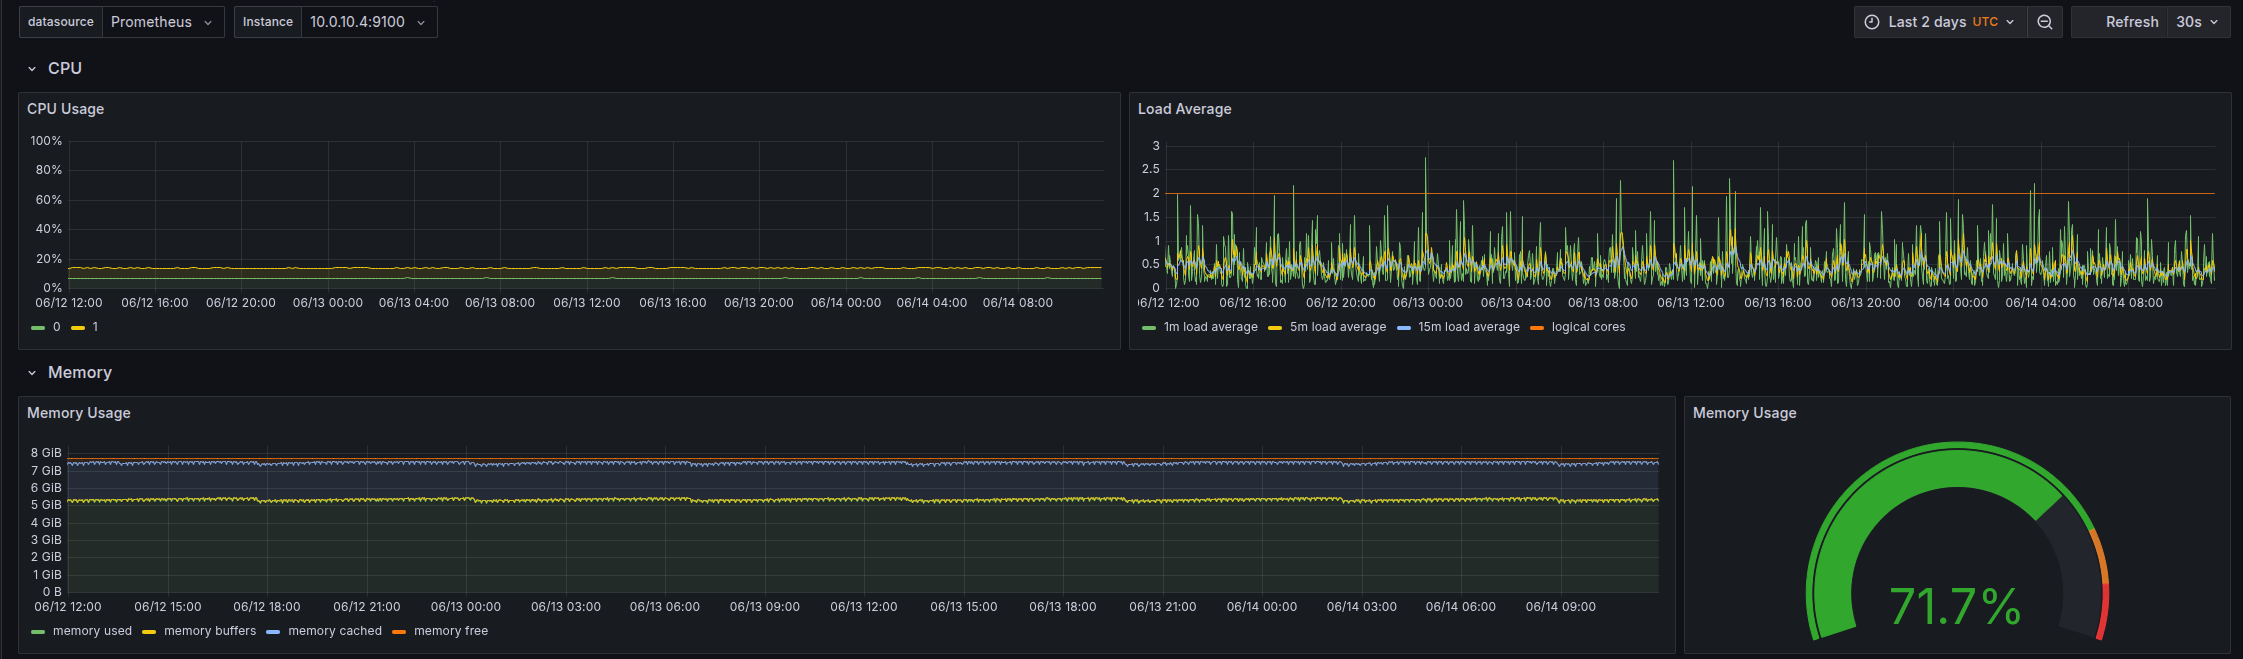 datasource Prometheus Instance 10.0.10.4:9100 Last 2 days UTC Refresh 30s
CPU
CPU Usage
100%
80%
60%
40%
20%
0%
06/12 12:00 06/12 16:00 06/12 20:00 06/13 00:00 06/13 04:00 06/13 08:00 06/13 12:00 06/13 16:00 06/13 20:00 06/14 00:00 06/14 04:00 06/14 08:00
0 1
Load Average
3
2.5
2
1.5
1
0.5
0
06/12 12:00 06/12 16:00 06/12 20:00 06/13 00:00 06/13 04:00 06/13 08:00 06/13 12:00 06/13 16:00 06/13 20:00 06/14 00:00 06/14 04:00 06/14 08:00
1m load average 5m load average 15m load average logical cores
Memory
Memory Usage
8 GiB
7 GiB
6 GiB
5 GiB
4 GiB
3 GiB
2 GiB
1 GiB
0 B
06/12 12:00 06/12 15:00 06/12 18:00 06/12 21:00 06/13 00:00 06/13 03:00 06/13 06:00 06/13 09:00 06/13 12:00 06/13 15:00 06/13 18:00 06/13 21:00 06/14 00:00 06/14 03:00 06/14 06:00 06/14 09:00
memory used memory buffers memory cached memory free
Memory Usage
71.7%